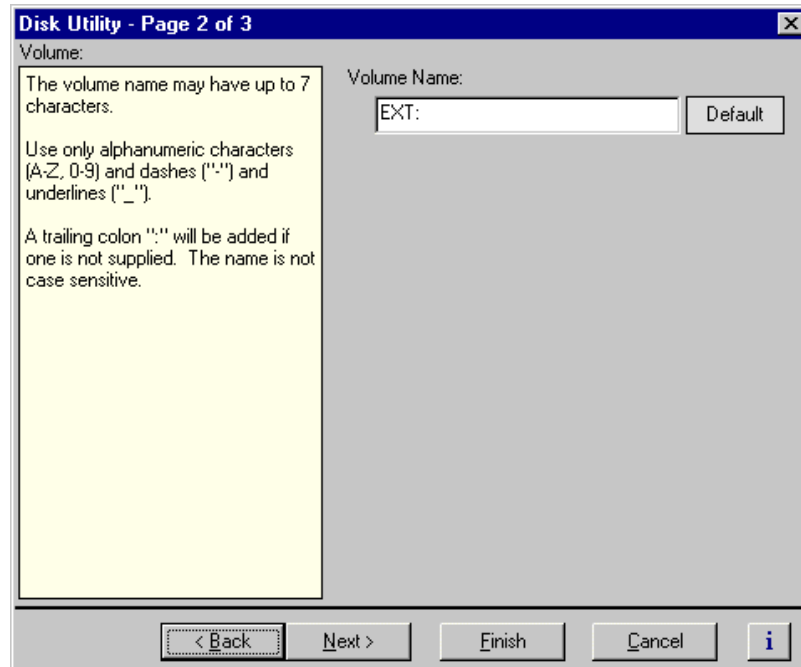 Disk Utility - Page 2 of 3
Volume:
The volume name may have up to 7
characters.
Use only alphanumeric characters
(A-Z, 0-9) and dashes ("-") and
underlines ("_").
A trailing colon ":" will be added if
one is not supplied. The name is not
case sensitive.
Volume Name:
EXT:
Default
< Back
Next >
Finish
Cancel
i